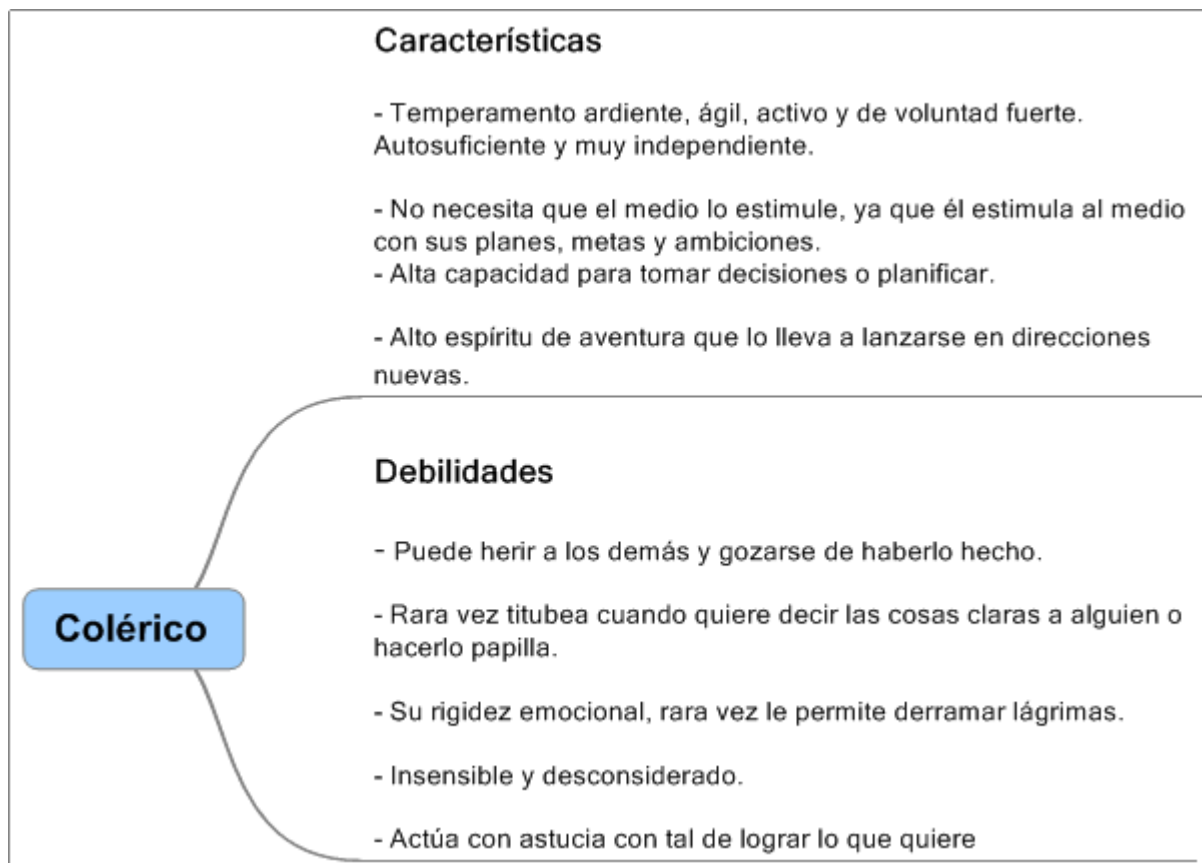 Características
- Temperamento ardiente, ágil, activo y de voluntad fuerte.
Autosuficiente y muy independiente.
- No necesita que el medio lo estimule, ya que él estimula al medio
con sus planes, metas y ambiciones.
- Alta capacidad para tomar decisiones o planificar.
- Alto espíritu de aventura que lo lleva a lanzarse en direcciones
nuevas.
Colérico
Debilidades
- Puede herir a los demás y gozarse de haberlo hecho.
- Rara vez titubea cuando quiere decir las cosas claras a alguien o
hacerlo papilla.
- Su rigidez emocional, rara vez le permite derramar lágrimas.
- Insensible y desconsiderado.
- Actúa con astucia con tal de lograr lo que quiere